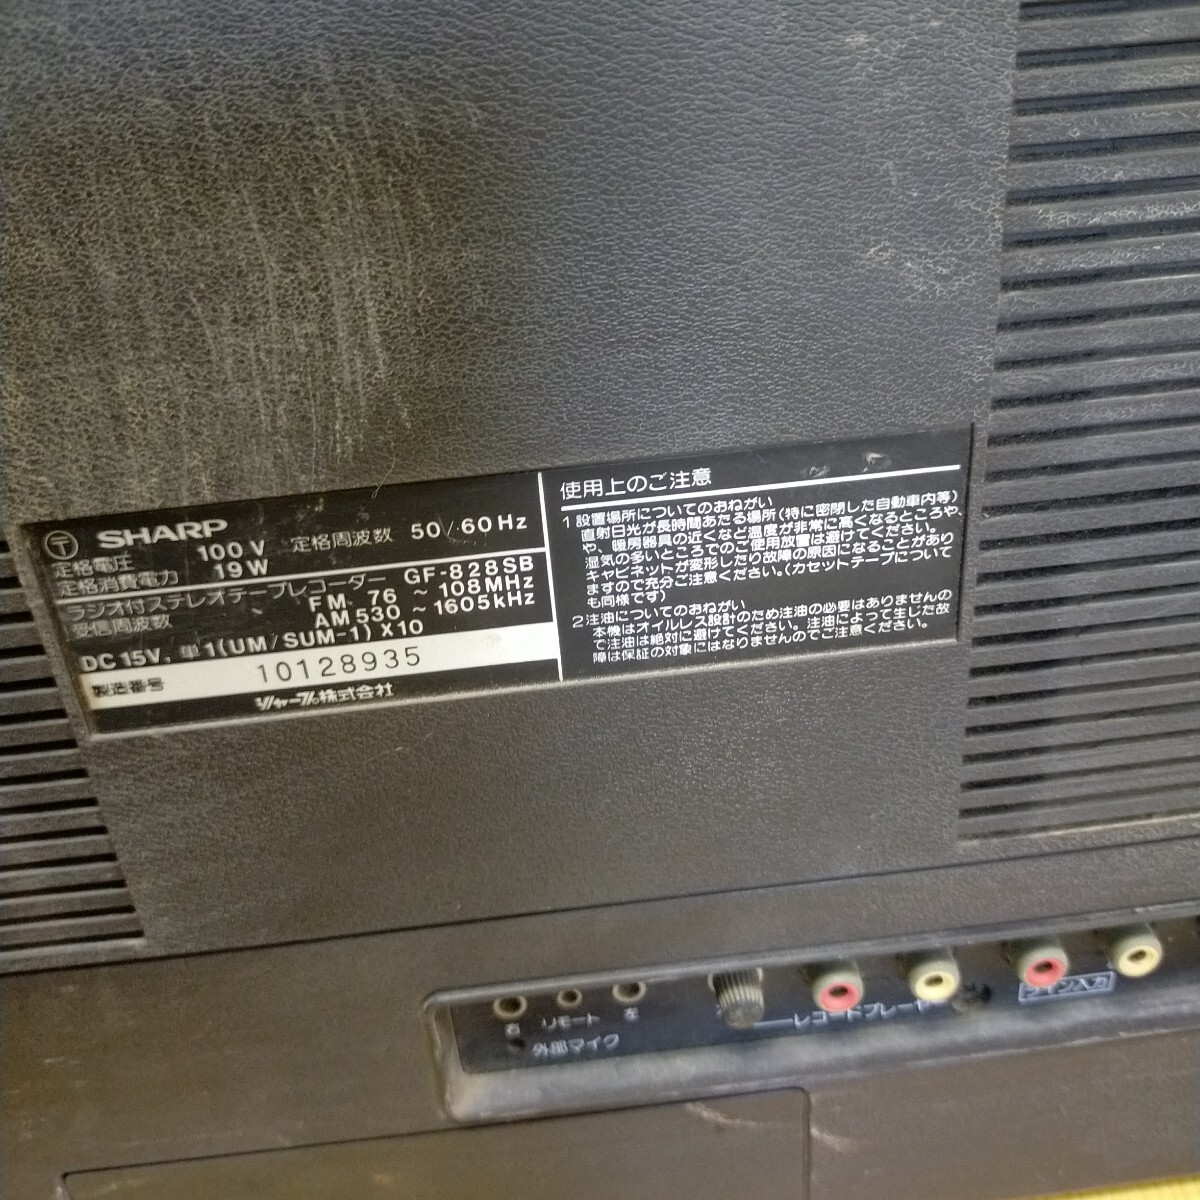 〒 SHARP
定格電圧 100V 定格周波数 50/60Hz
定格消費電力 19W
ラジオ付ステレオテープレコーダー GF-828SB
受信周波数 FM 76 ~ 108MHz
AM 530 ~ 1605kHz
DC 15V, 単1(UM/SUM-1) X10
製造番号 10128935
シャープ株式会社
使用上のご注意
1 設置場所についてのおねがい
直射日光が長時間あたる場所(特に密閉した自動車内等)
や、暖房器具の近くなど温度が非常に高くなるところや、
湿気の多いところでのご使用放置は避けてください。
キャビネットが変形したり故障の原因になることがあり
ますので充分ご注意ください。(カセットテープについて
も同様です)
2 注油についてのおねがい
本機はオイルレス設計のため注油の必要はありませんの
で注油は絶対に避けてください。注油によって生じた故
障は保証の対象にはなりませんのでご注意ください。
右 リモート 左
外部マイク
レコードプレーヤー
ライン入力